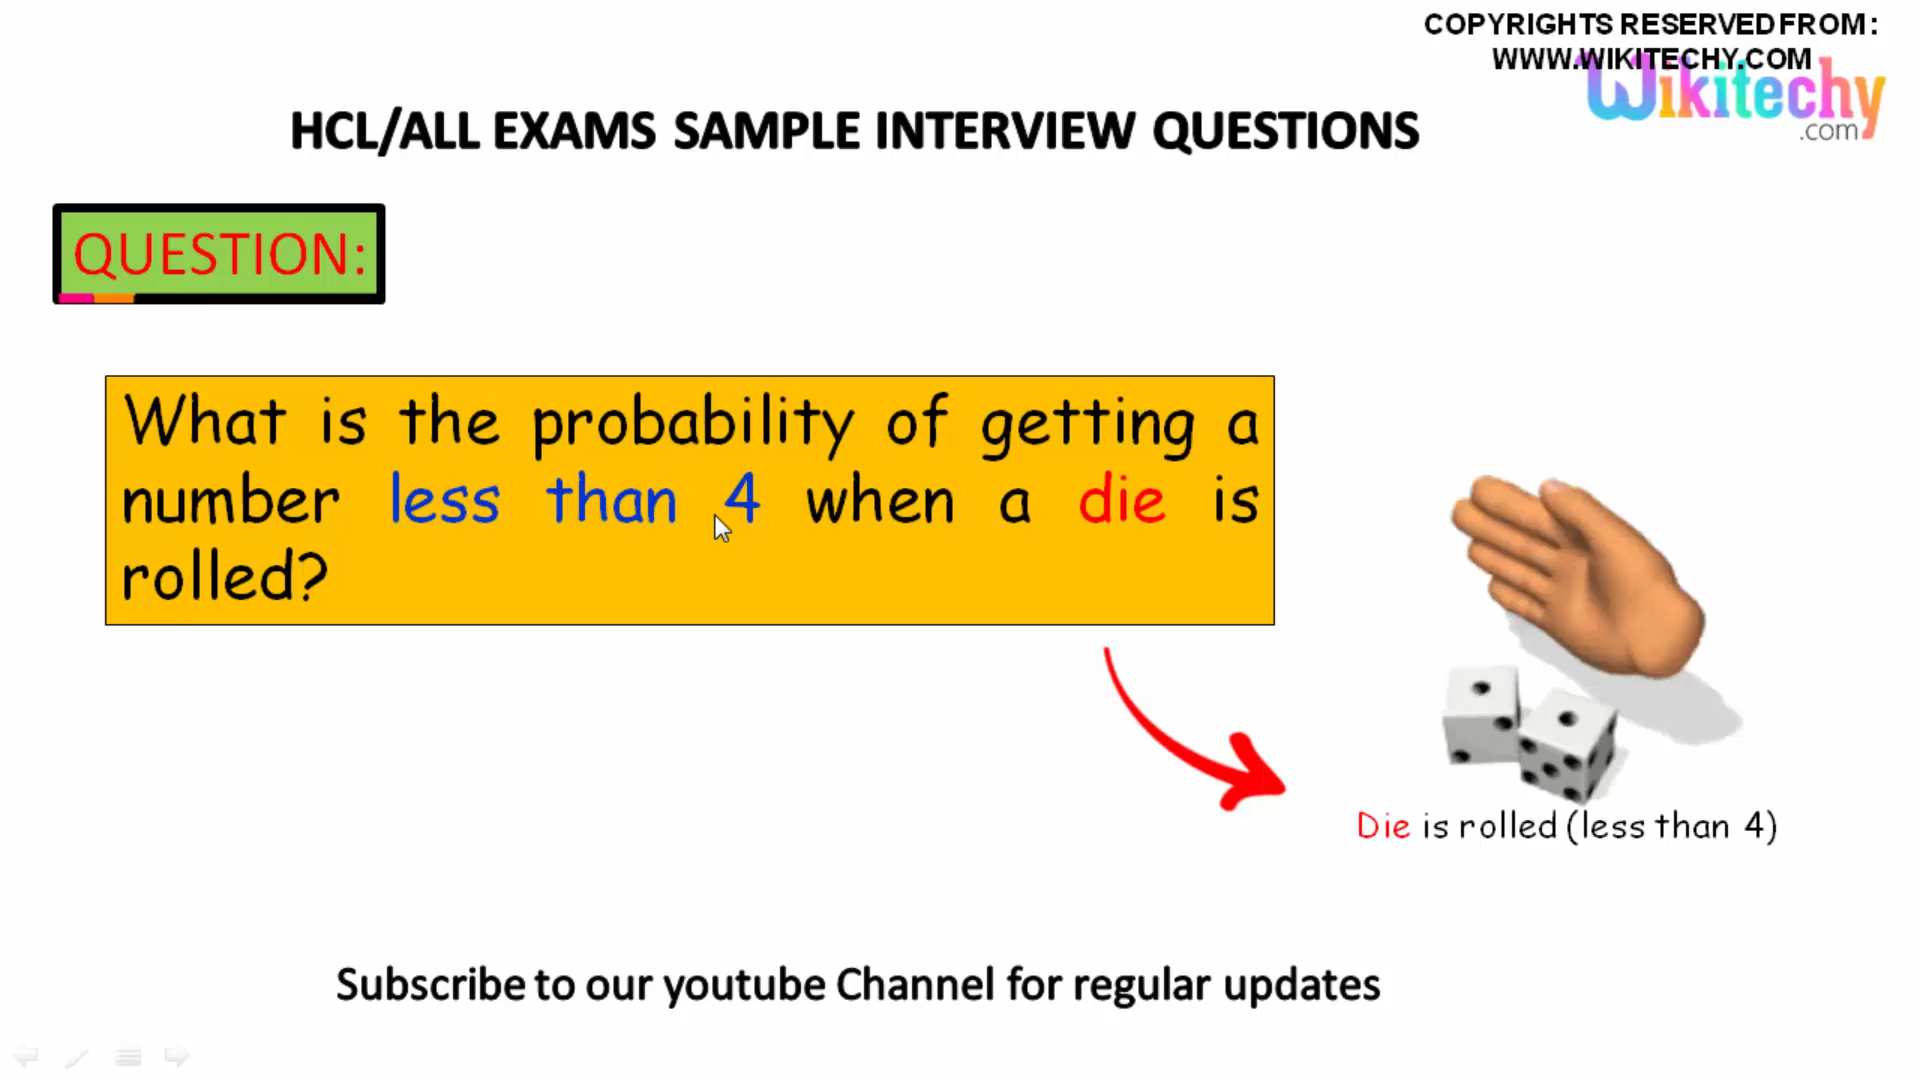 COPYRIGHTS RESERVED FROM :
WWW.WIKITECHY.COM
Wikitechy
.com
HCL/ALL EXAMS SAMPLE INTERVIEW QUESTIONS
QUESTION:
What is the probability of getting a
number less than 4 when a die is
rolled?
Die is rolled (less than 4)
Subscribe to our youtube Channel for regular updates